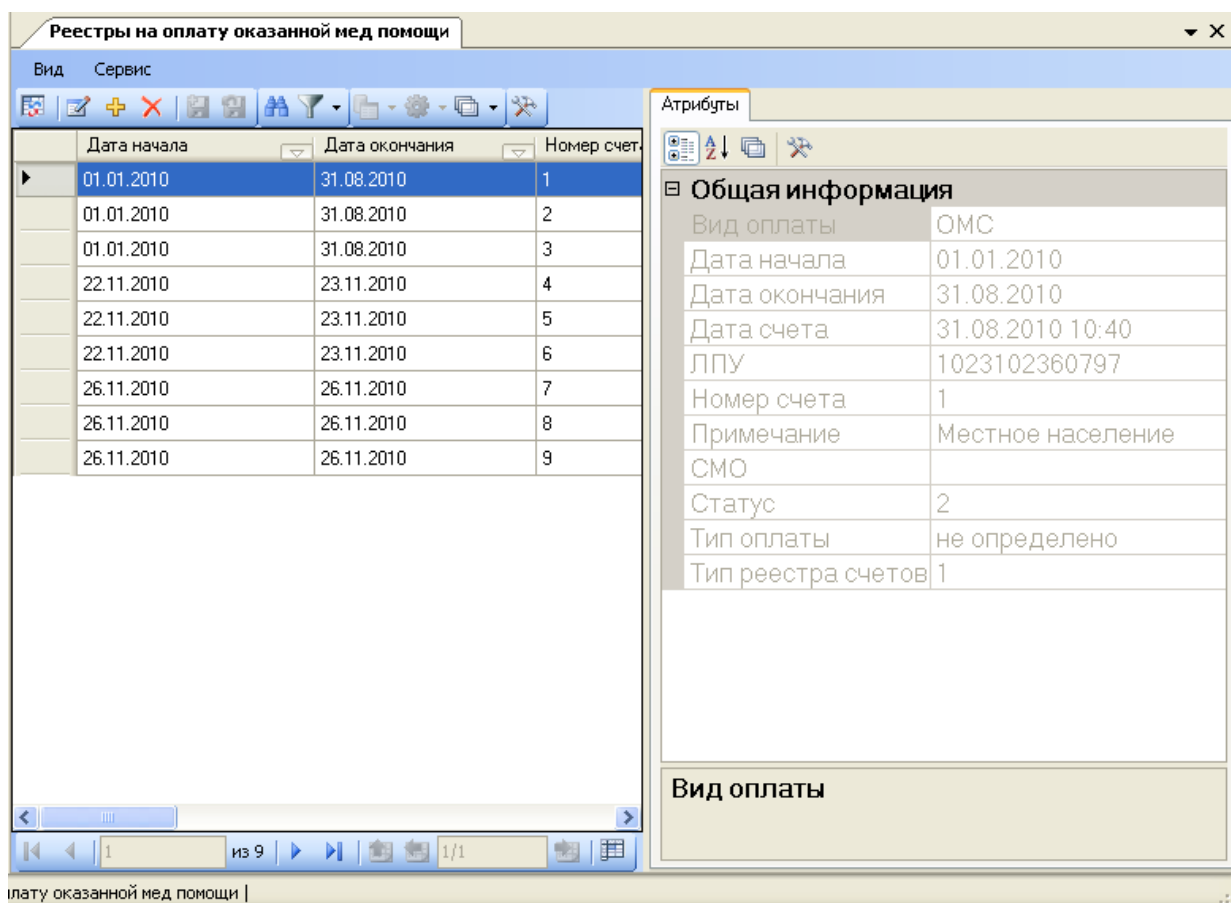 Реестры на оплату оказанной мед помощи
Вид Сервис
Дата начала Дата окончания Номер счет
01.01.2010 31.08.2010 1
01.01.2010 31.08.2010 2
01.01.2010 31.08.2010 3
22.11.2010 23.11.2010 4
22.11.2010 23.11.2010 5
22.11.2010 23.11.2010 6
26.11.2010 26.11.2010 7
26.11.2010 26.11.2010 8
26.11.2010 26.11.2010 9
1 из 9 1/1
Атрибуты
Общая информация
Вид оплаты ОМС
Дата начала 01.01.2010
Дата окончания 31.08.2010
Дата счета 31.08.2010 10:40
ЛПУ 1023102360797
Номер счета 1
Примечание Местное население
СМО
Статус 2
Тип оплаты не определено
Тип реестра счетов 1
Вид оплаты
плату оказанной мед помощи |